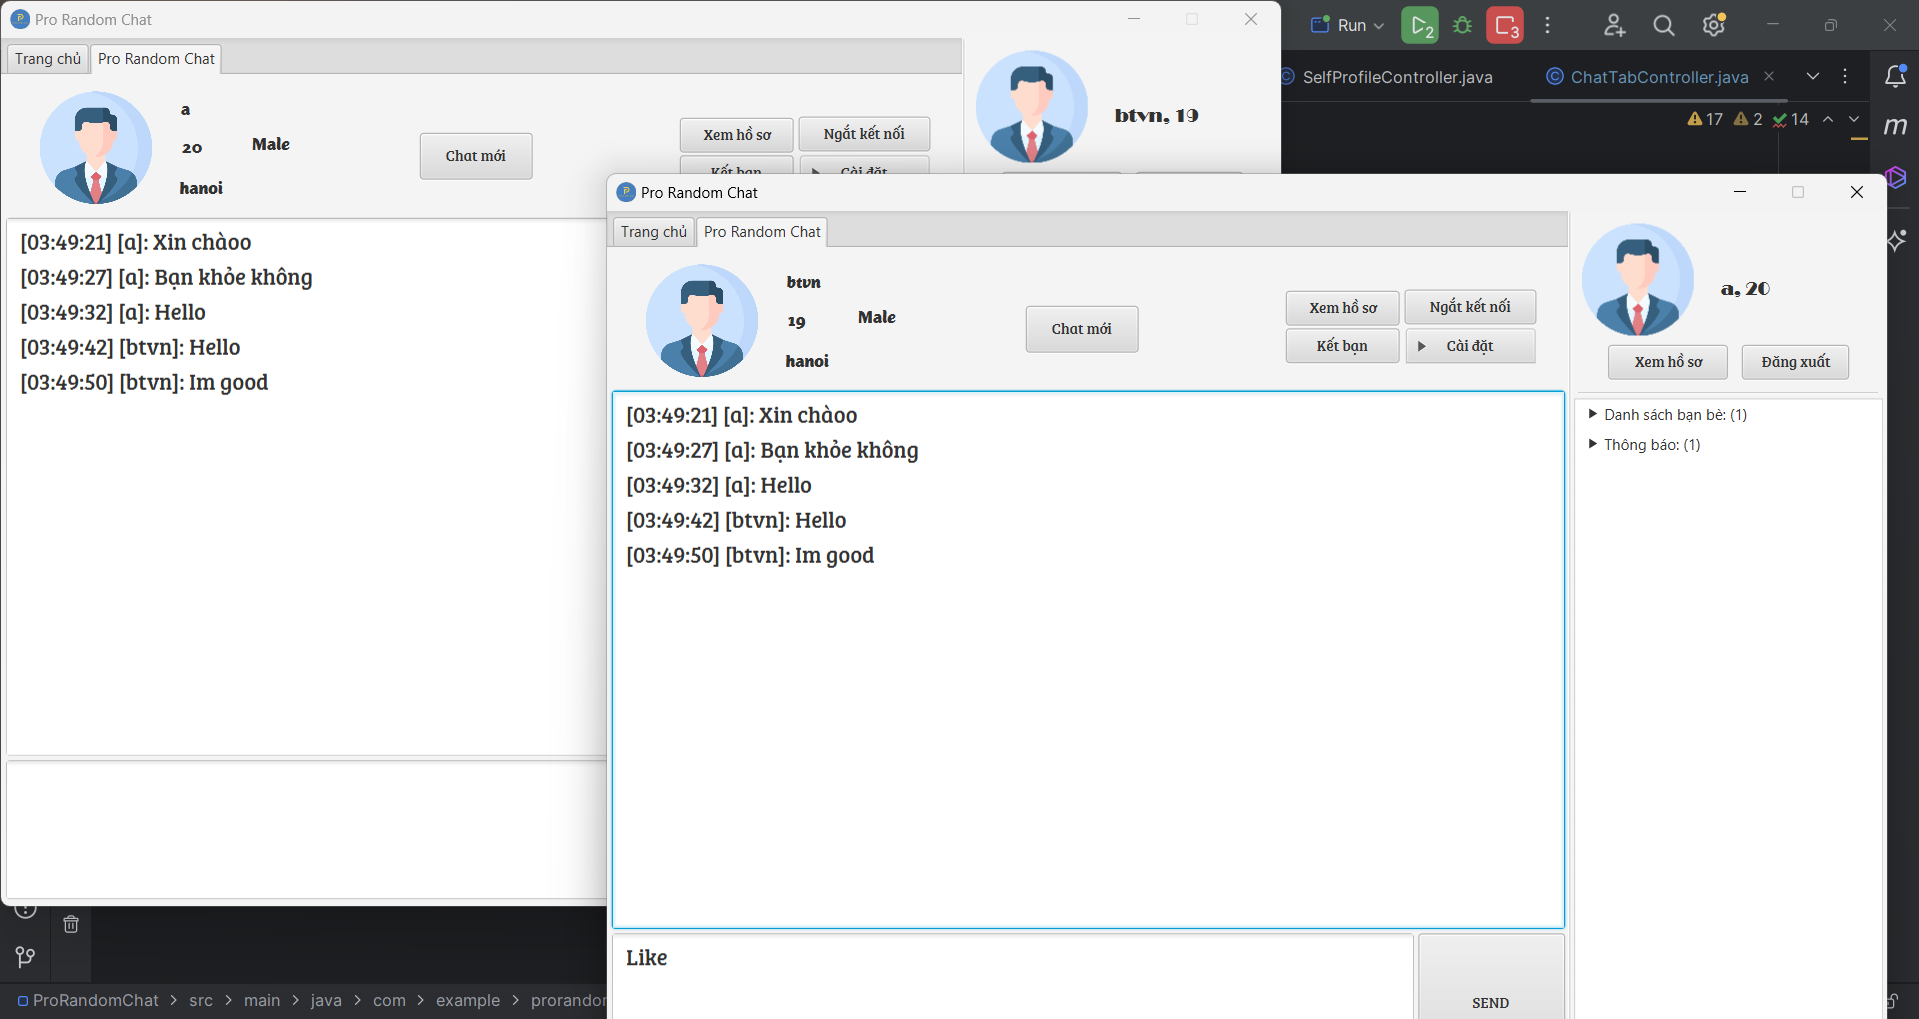 Pro Random Chat
Trang chủ
Pro Random Chat
a
20
Male
hanoi
Chat mới
Xem hồ sơ
Ngắt kết nối
Kết bạn
Cài đặt
btvn, 19
[03:49:21] [a]: Xin chàoo
[03:49:27] [a]: Bạn khỏe không
[03:49:32] [a]: Hello
[03:49:42] [btvn]: Hello
[03:49:50] [btvn]: Im good
Run
2
3
SelfProfileController.java
ChatTabController.java
17
2
14
m
Pro Random Chat
Trang chủ
Pro Random Chat
btvn
19
Male
hanoi
Chat mới
Xem hồ sơ
Ngắt kết nối
Kết bạn
Cài đặt
a, 20
Xem hồ sơ
Đăng xuất
Danh sách bạn bè: (1)
Thông báo: (1)
[03:49:21] [a]: Xin chàoo
[03:49:27] [a]: Bạn khỏe không
[03:49:32] [a]: Hello
[03:49:42] [btvn]: Hello
[03:49:50] [btvn]: Im good
Like
SEND
ProRandomChat > src > main > java > com > example > prorandor